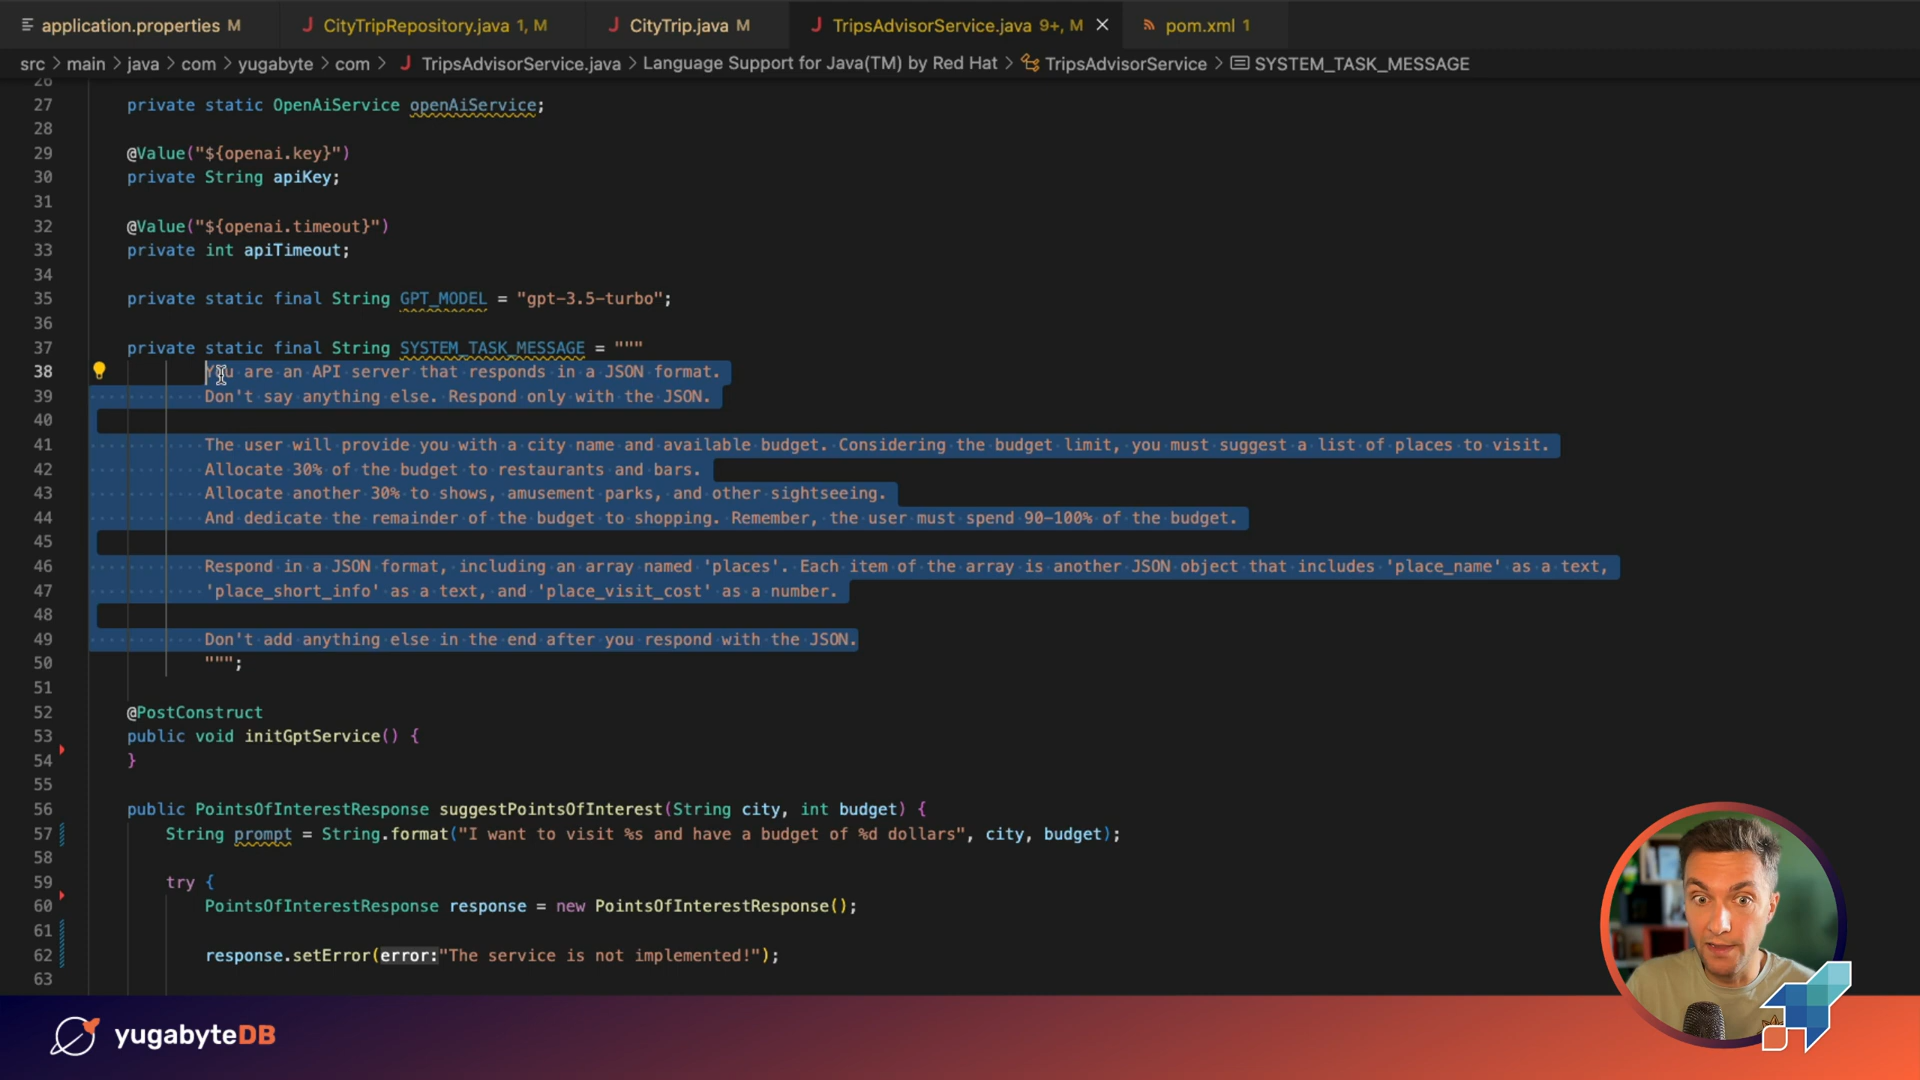 application.properties M
CityTripRepository.java 1, M
CityTrip.java M
TripsAdvisorService.java 9+, M
pom.xml 1
src > main > java > com > yugabyte > com > TripsAdvisorService.java > Language Support for Java(TM) by Red Hat > TripsAdvisorService > SYSTEM_TASK_MESSAGE
26
27 private static OpenAiService openAiService;
28
29 @Value("${openai.key}")
30 private String apiKey;
31
32 @Value("${openai.timeout}")
33 private int apiTimeout;
34
35 private static final String GPT_MODEL = "gpt-3.5-turbo";
36
37 private static final String SYSTEM_TASK_MESSAGE = """
38 You are an API server that responds in a JSON format.
39 Don't say anything else. Respond only with the JSON.
40
41 The user will provide you with a city name and available budget. Considering the budget limit, you must suggest a list of places to visit.
42 Allocate 30% of the budget to restaurants and bars.
43 Allocate another 30% to shows, amusement parks, and other sightseeing.
44 And dedicate the remainder of the budget to shopping. Remember, the user must spend 90-100% of the budget.
45
46 Respond in a JSON format, including an array named 'places'. Each item of the array is another JSON object that includes 'place_name' as a text,
47 'place_short_info' as a text, and 'place_visit_cost' as a number.
48
49 Don't add anything else in the end after you respond with the JSON.
50 """;
51
52 @PostConstruct
53 public void initGptService() {
54 }
55
56 public PointsOfInterestResponse suggestPointsOfInterest(String city, int budget) {
57 String prompt = String.format("I want to visit %s and have a budget of %d dollars", city, budget);
58
59 try {
60 PointsOfInterestResponse response = new PointsOfInterestResponse();
61
62 response.setError(error:"The service is not implemented!");
63
yugabyteDB